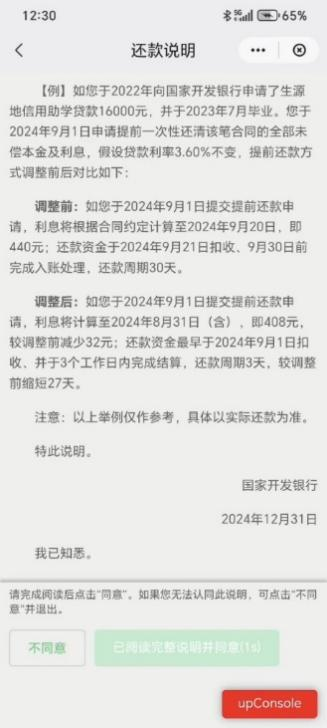 12:30
5G
65%
还款说明
【例】如您于2022年向国家开发银行申请了生源
地信用助学贷款16000元，并于2023年7月毕业。您于
2024年9月1日申请提前一次性还清该笔合同的全部未
偿本金及利息，假设贷款利率3.60%不变，提前还款方
式调整前后对比如下：
调整前：如您于2024年9月1日提交提前还款申
请，利息将根据合同约定计算至2024年9月20日，即
440元；还款资金于2024年9月21日扣收、9月30日前
完成入账处理，还款周期30天。
调整后：如您于2024年9月1日提交提前还款申
请，利息将计算至2024年8月31日（含），即408元，
较调整前减少32元；还款资金最早于2024年9月1日扣
收、并于3个工作日内完成结算，还款周期3天，较调整
前缩短27天。
注意：以上举例仅作参考，具体以实际还款为准。
特此说明。
国家开发银行
2024年12月31日
我已知悉。
请完成阅读后点击“同意”。如果您无法认同此说明，可点击“不同
意”并退出。
不同意
已阅读完整说明并同意(1s)
upConsole